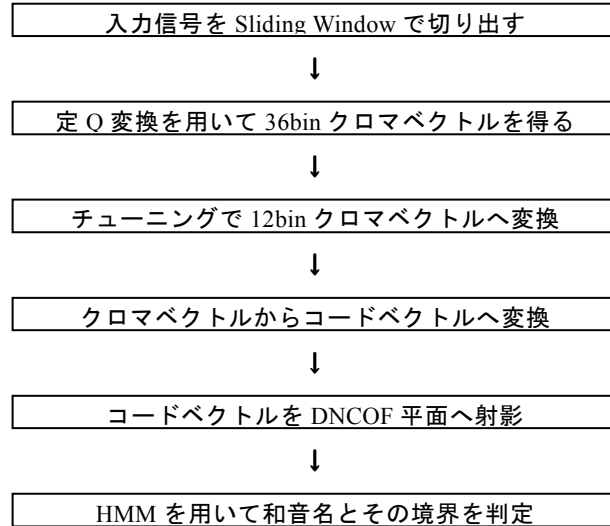 入力信号を Sliding Window で切り出す
↓
定 Q 変換を用いて 36bin クロマベクトルを得る
↓
チューニングで 12bin クロマベクトルへ変換
↓
クロマベクトルからコードベクトルへ変換
↓
コードベクトルを DNCOF 平面へ射影
↓
HMM を用いて和音名とその境界を判定